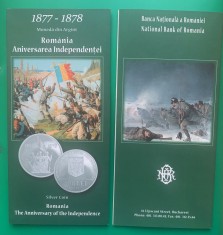 1877 - 1878
Monedă din Argint
România
Aniversarea Independenţei
Silver Coin
Romania
The Anniversary of the Independence
Banca Naţională a României
National Bank of Romania